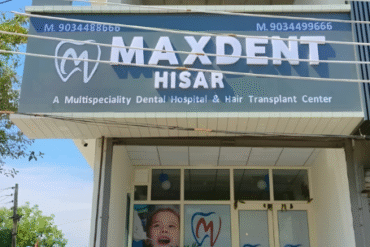 M. 9034488666 M. 9034499666
MAXDENT
HISAR
A Multispeciality Dental Hospital & Hair Transplant Center